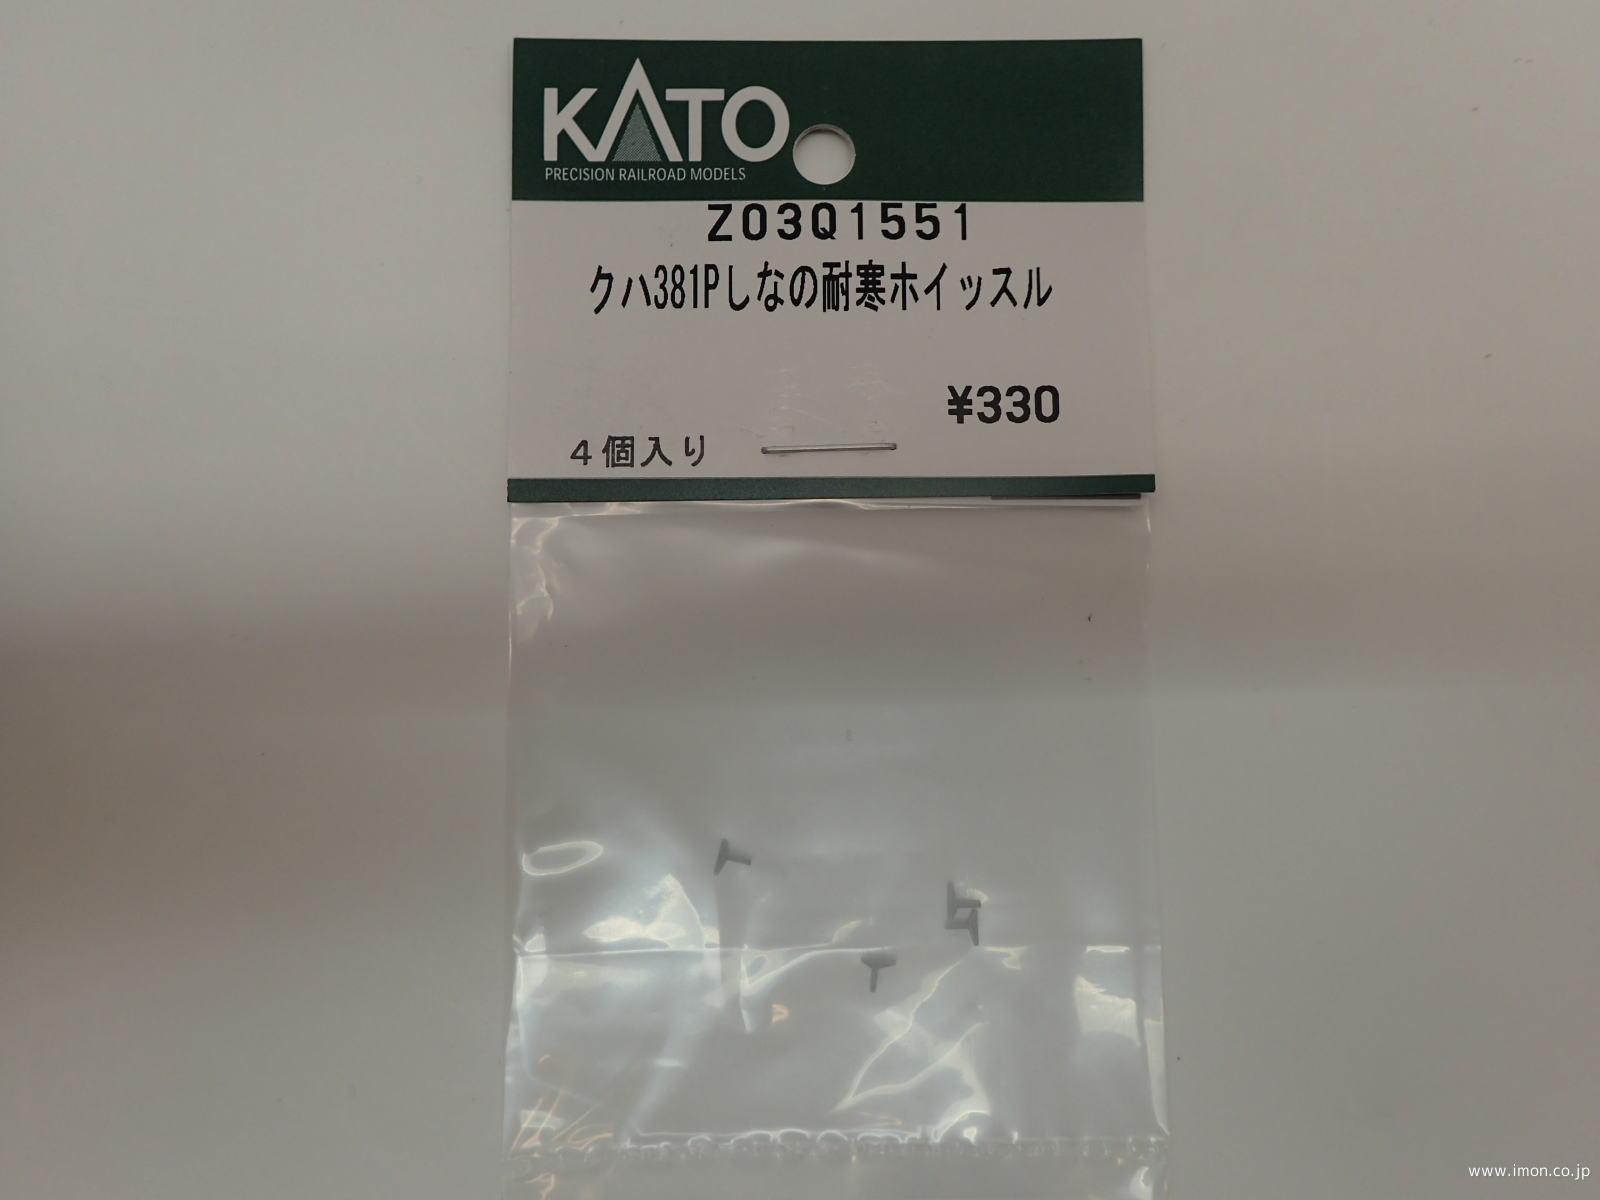 KATO
PRECISION RAILROAD MODELS
Z03Q1551
クハ381Pしなの耐寒ホイッスル
¥330
4個入り
www.imon.co.jp